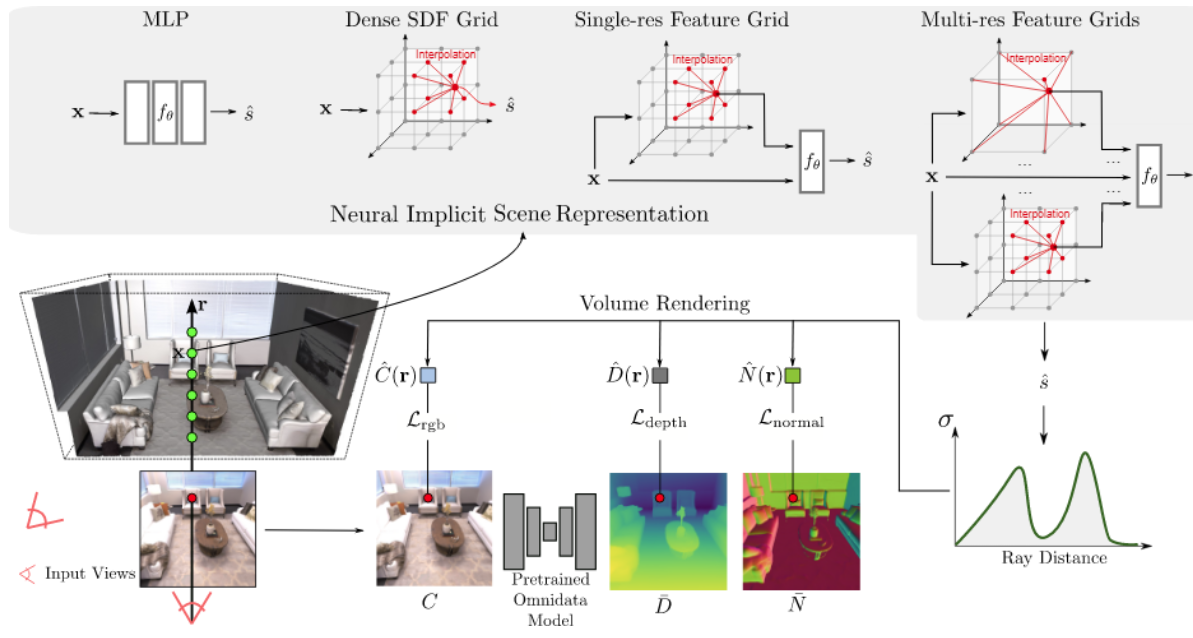 MLP
Dense SDF Grid
Single-res Feature Grid
Multi-res Feature Grids
Interpolation
Interpolation
Interpolation
x
f_θ
ŝ
x
ŝ
x
f_θ
ŝ
x
...
...
...
...
f_θ
Interpolation
Neural Implicit Scene Representation
r
x
Volume Rendering
Ĉ(r)
D̂(r)
N̂(r)
ŝ
ℒ_rgb
ℒ_depth
ℒ_normal
σ
Ray Distance
Input Views
C
Pretrained
Omnidata
Model
D̄
N̄